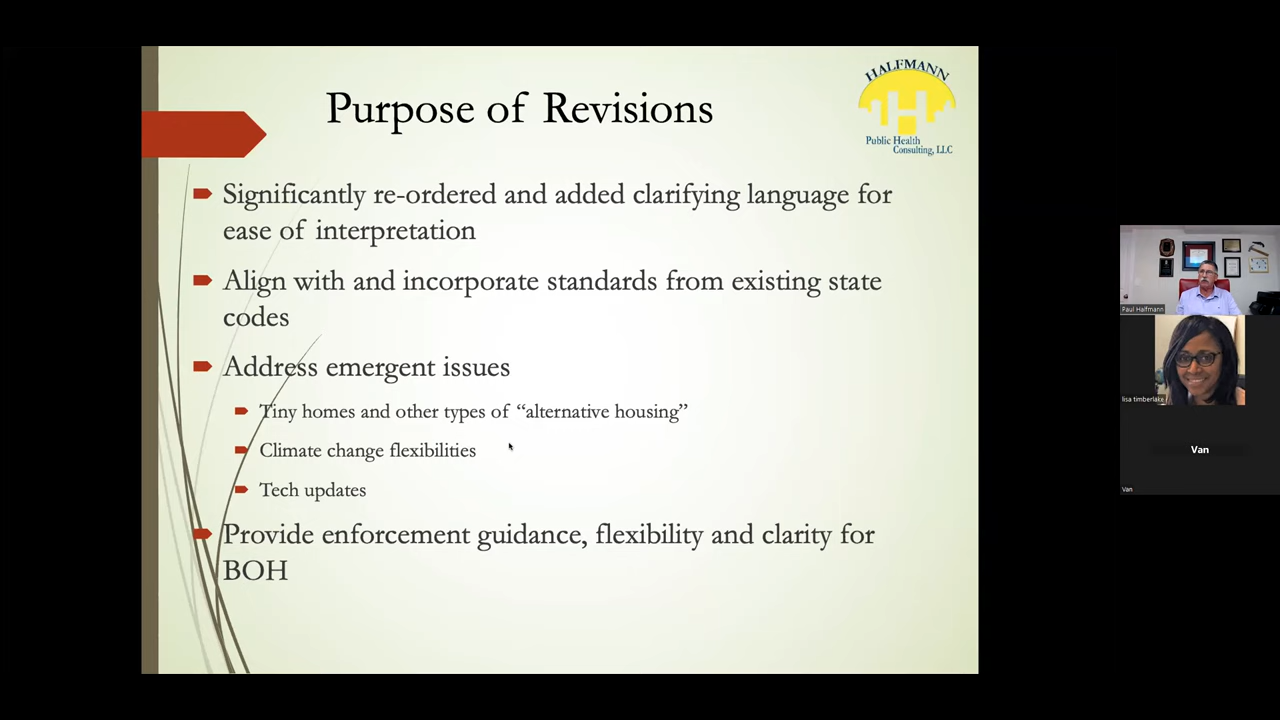 Purpose of Revisions
HALFMANN
Public Health
Consulting, LLC
Significantly re-ordered and added clarifying language for
ease of interpretation
Align with and incorporate standards from existing state
codes
Address emergent issues
Tiny homes and other types of “alternative housing”
Climate change flexibilities
Tech updates
Provide enforcement guidance, flexibility and clarity for
BOH
Paul Halfmann
lisa timberlake
Van
Van